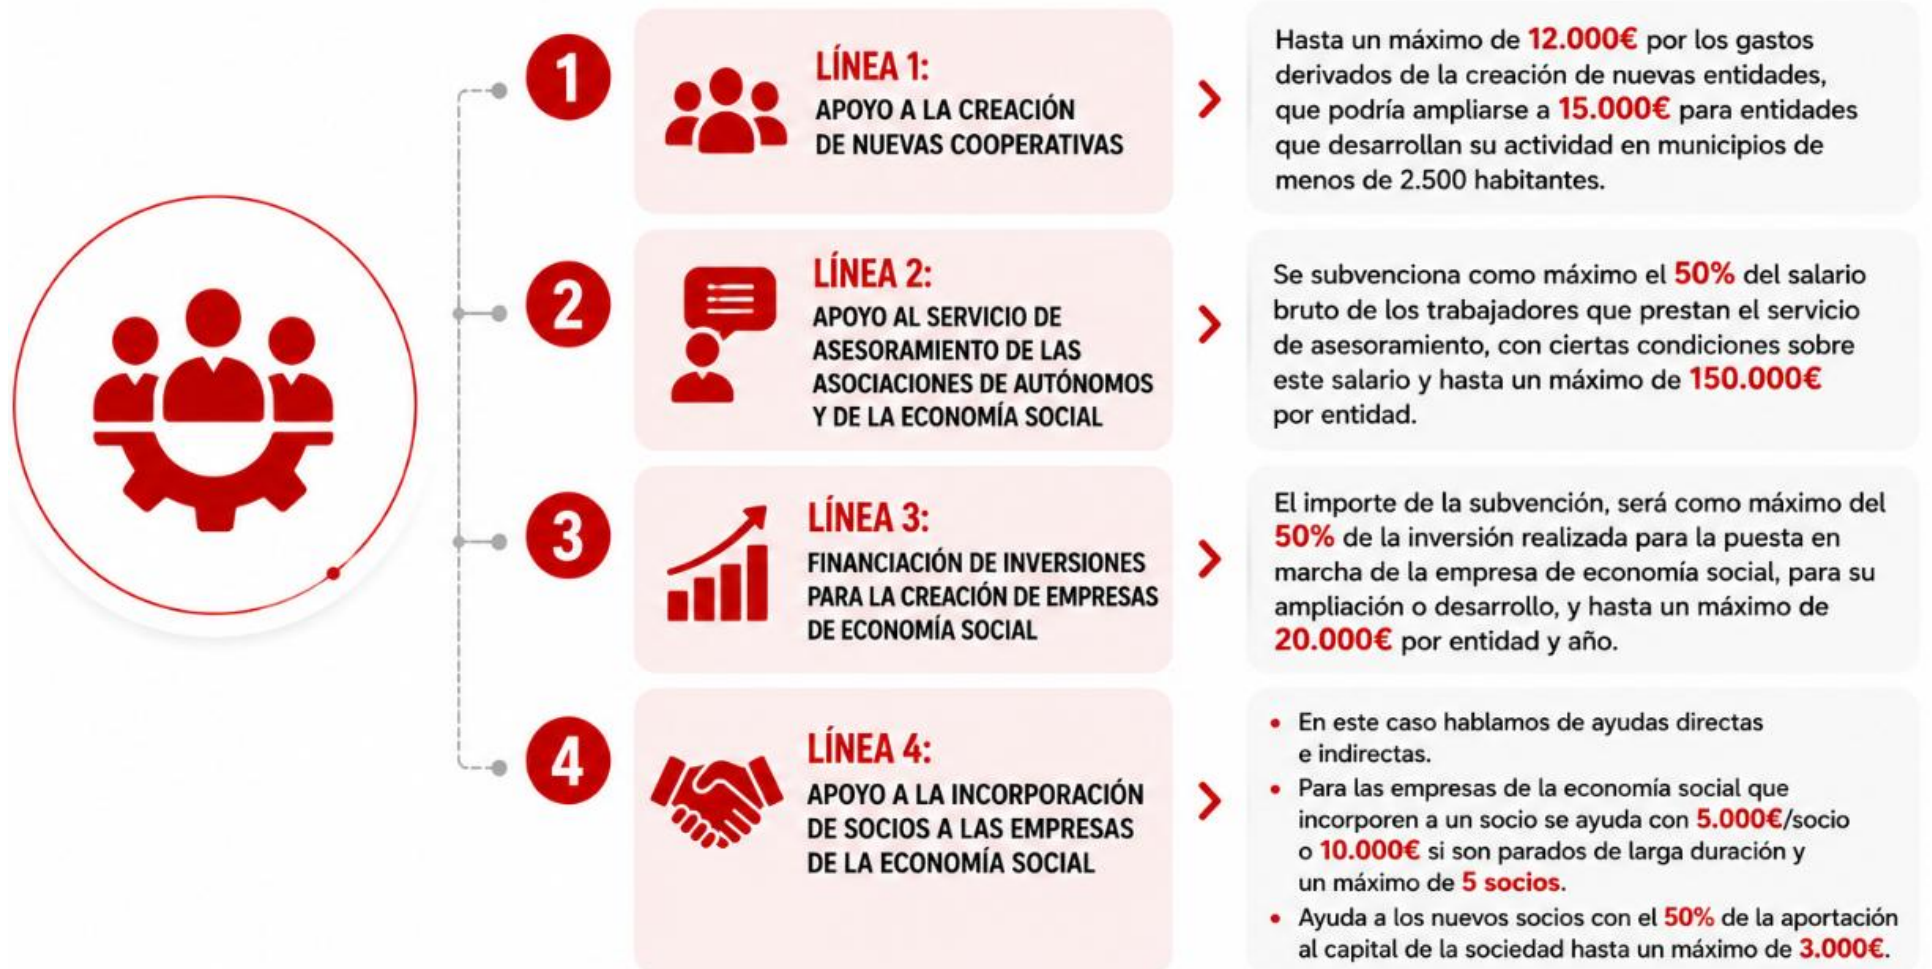 1
LÍNEA 1:
APOYO A LA CREACIÓN
DE NUEVAS COOPERATIVAS
Hasta un máximo de 12.000€ por los gastos
derivados de la creación de nuevas entidades,
que podría ampliarse a 15.000€ para entidades
que desarrollan su actividad en municipios de
menos de 2.500 habitantes.
2
LÍNEA 2:
APOYO AL SERVICIO DE
ASESORAMIENTO DE LAS
ASOCIACIONES DE AUTÓNOMOS
Y DE LA ECONOMÍA SOCIAL
Se subvenciona como máximo el 50% del salario
bruto de los trabajadores que prestan el servicio
de asesoramiento, con ciertas condiciones sobre
este salario y hasta un máximo de 150.000€
por entidad.
3
LÍNEA 3:
FINANCIACIÓN DE INVERSIONES
PARA LA CREACIÓN DE EMPRESAS
DE ECONOMÍA SOCIAL
El importe de la subvención, será como máximo del
50% de la inversión realizada para la puesta en
marcha de la empresa de economía social, para su
ampliación o desarrollo, y hasta un máximo de
20.000€ por entidad y año.
4
LÍNEA 4:
APOYO A LA INCORPORACIÓN
DE SOCIOS A LAS EMPRESAS
DE LA ECONOMÍA SOCIAL
• En este caso hablamos de ayudas directas
e indirectas.
• Para las empresas de la economía social que
incorporen a un socio se ayuda con 5.000€/socio
o 10.000€ si son parados de larga duración y
un máximo de 5 socios.
• Ayuda a los nuevos socios con el 50% de la aportación
al capital de la sociedad hasta un máximo de 3.000€.